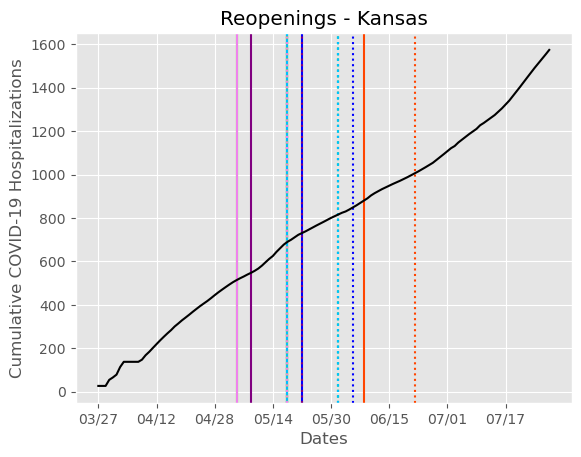 Reopenings - Kansas
Cumulative COVID-19 Hospitalizations
1600
1400
1200
1000
800
600
400
200
0
03/27 04/12 04/28 05/14 05/30 06/15 07/01 07/17
Dates